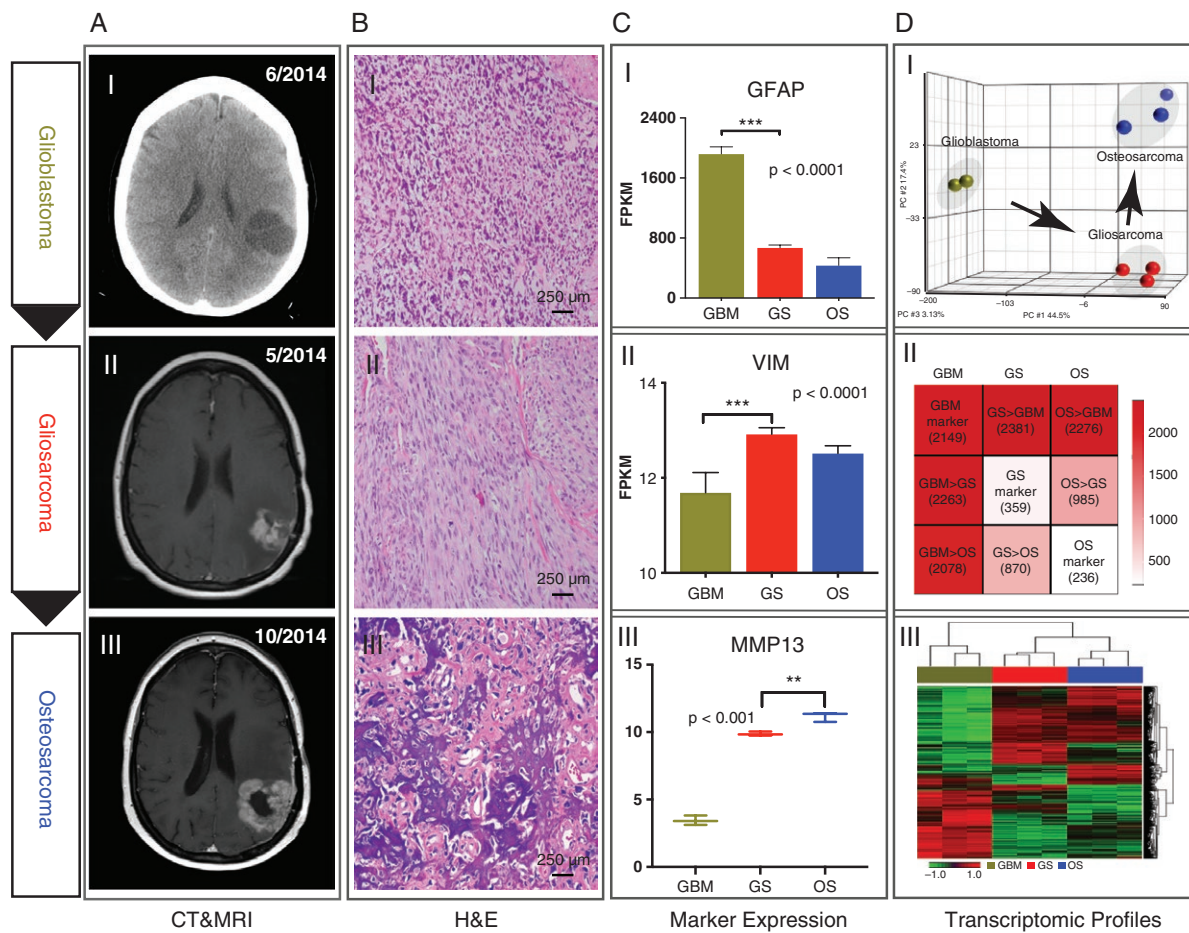 A
B
C
D
Glioblastoma
Gliosarcoma
Osteosarcoma
I
6/2014
II
5/2014
III
10/2014
CT&MRI
I
250 µm
II
250 µm
III
250 µm
H&E
I
GFAP
2400
1800
1600
800
0
FPKM
***
p < 0.0001
GBM
GS
OS
II
VIM
14
12
10
FPKM
***
p < 0.0001
GBM
GS
OS
III
MMP13
15
10
5
0
**
p < 0.001
GBM
GS
OS
Marker Expression
I
Glioblastoma
Osteosarcoma
Gliosarcoma
23
−33
−90
PC #2 17.4%
−200
−103
−6
90
PC #3 3.13%
PC #1 44.5%
II
GBM
GS
OS
GBM
marker
(2149)
GS>GBM
(2381)
OS>GBM
(2276)
GBM>GS
(2263)
GS
marker
(359)
OS>GS
(985)
GBM>OS
(2078)
GS>OS
(870)
OS
marker
(236)
2000
1000
500
III
−1.0
1.0
GBM
GS
OS
Transcriptomic Profiles